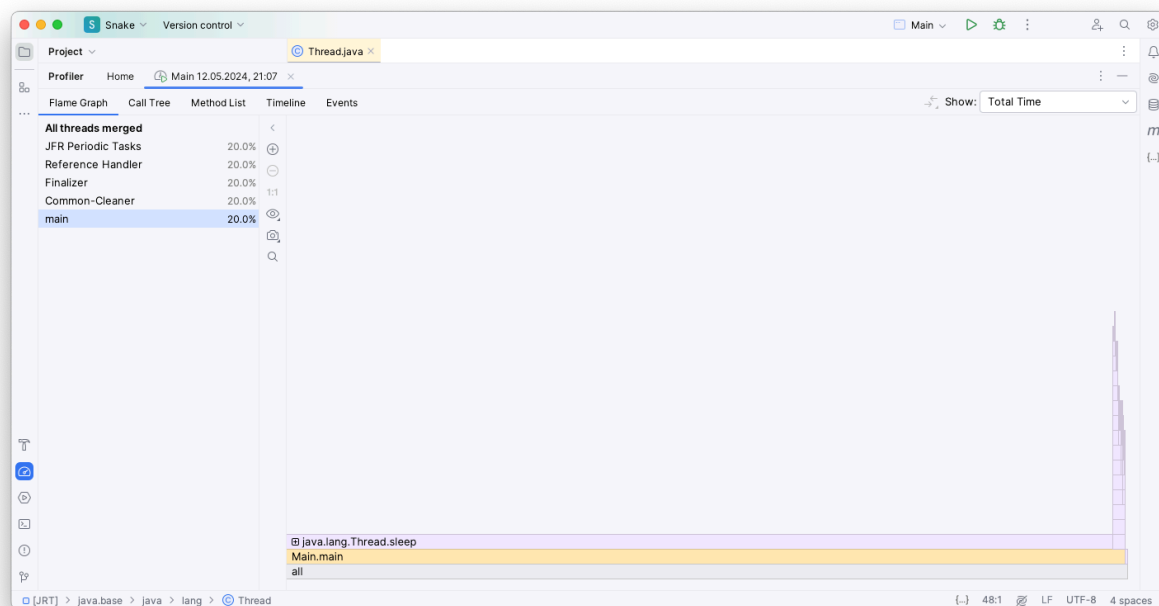 S Snake Version control Main
Project Thread.java
Profiler Home Main 12.05.2024, 21:07
Flame Graph Call Tree Method List Timeline Events Show: Total Time
All threads merged
JFR Periodic Tasks 20.0%
Reference Handler 20.0%
Finalizer 20.0%
Common-Cleaner 20.0%
main 20.0%
1:1
m
{...}
java.lang.Thread.sleep
Main.main
all
[JRT] > java.base > java > lang > Thread {...} 48:1 LF UTF-8 4 spaces